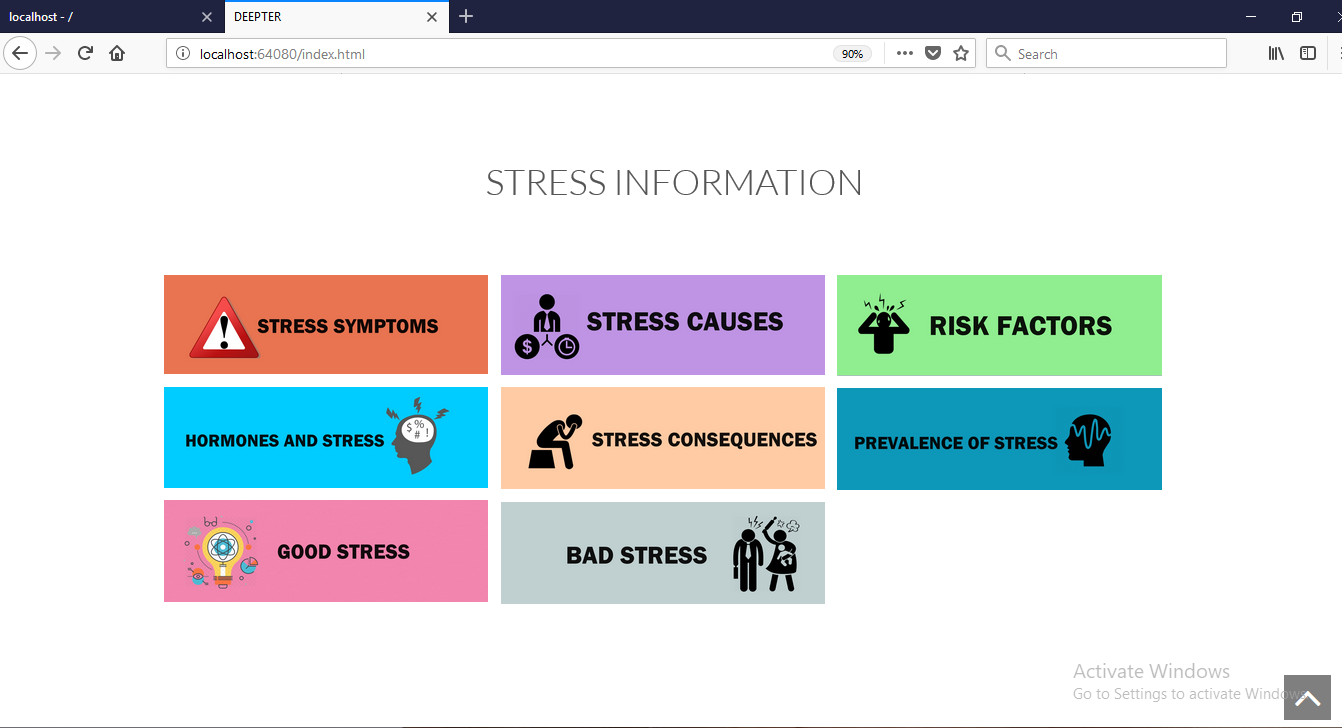 localhost - /
DEEPTER
localhost:64080/index.html
90%
Search
STRESS INFORMATION
STRESS SYMPTOMS
STRESS CAUSES
$
RISK FACTORS
HORMONES AND STRESS
$%
# !
STRESS CONSEQUENCES
PREVALENCE OF STRESS
GOOD STRESS
BAD STRESS
Activate Windows
Go to Settings to activate Windows.